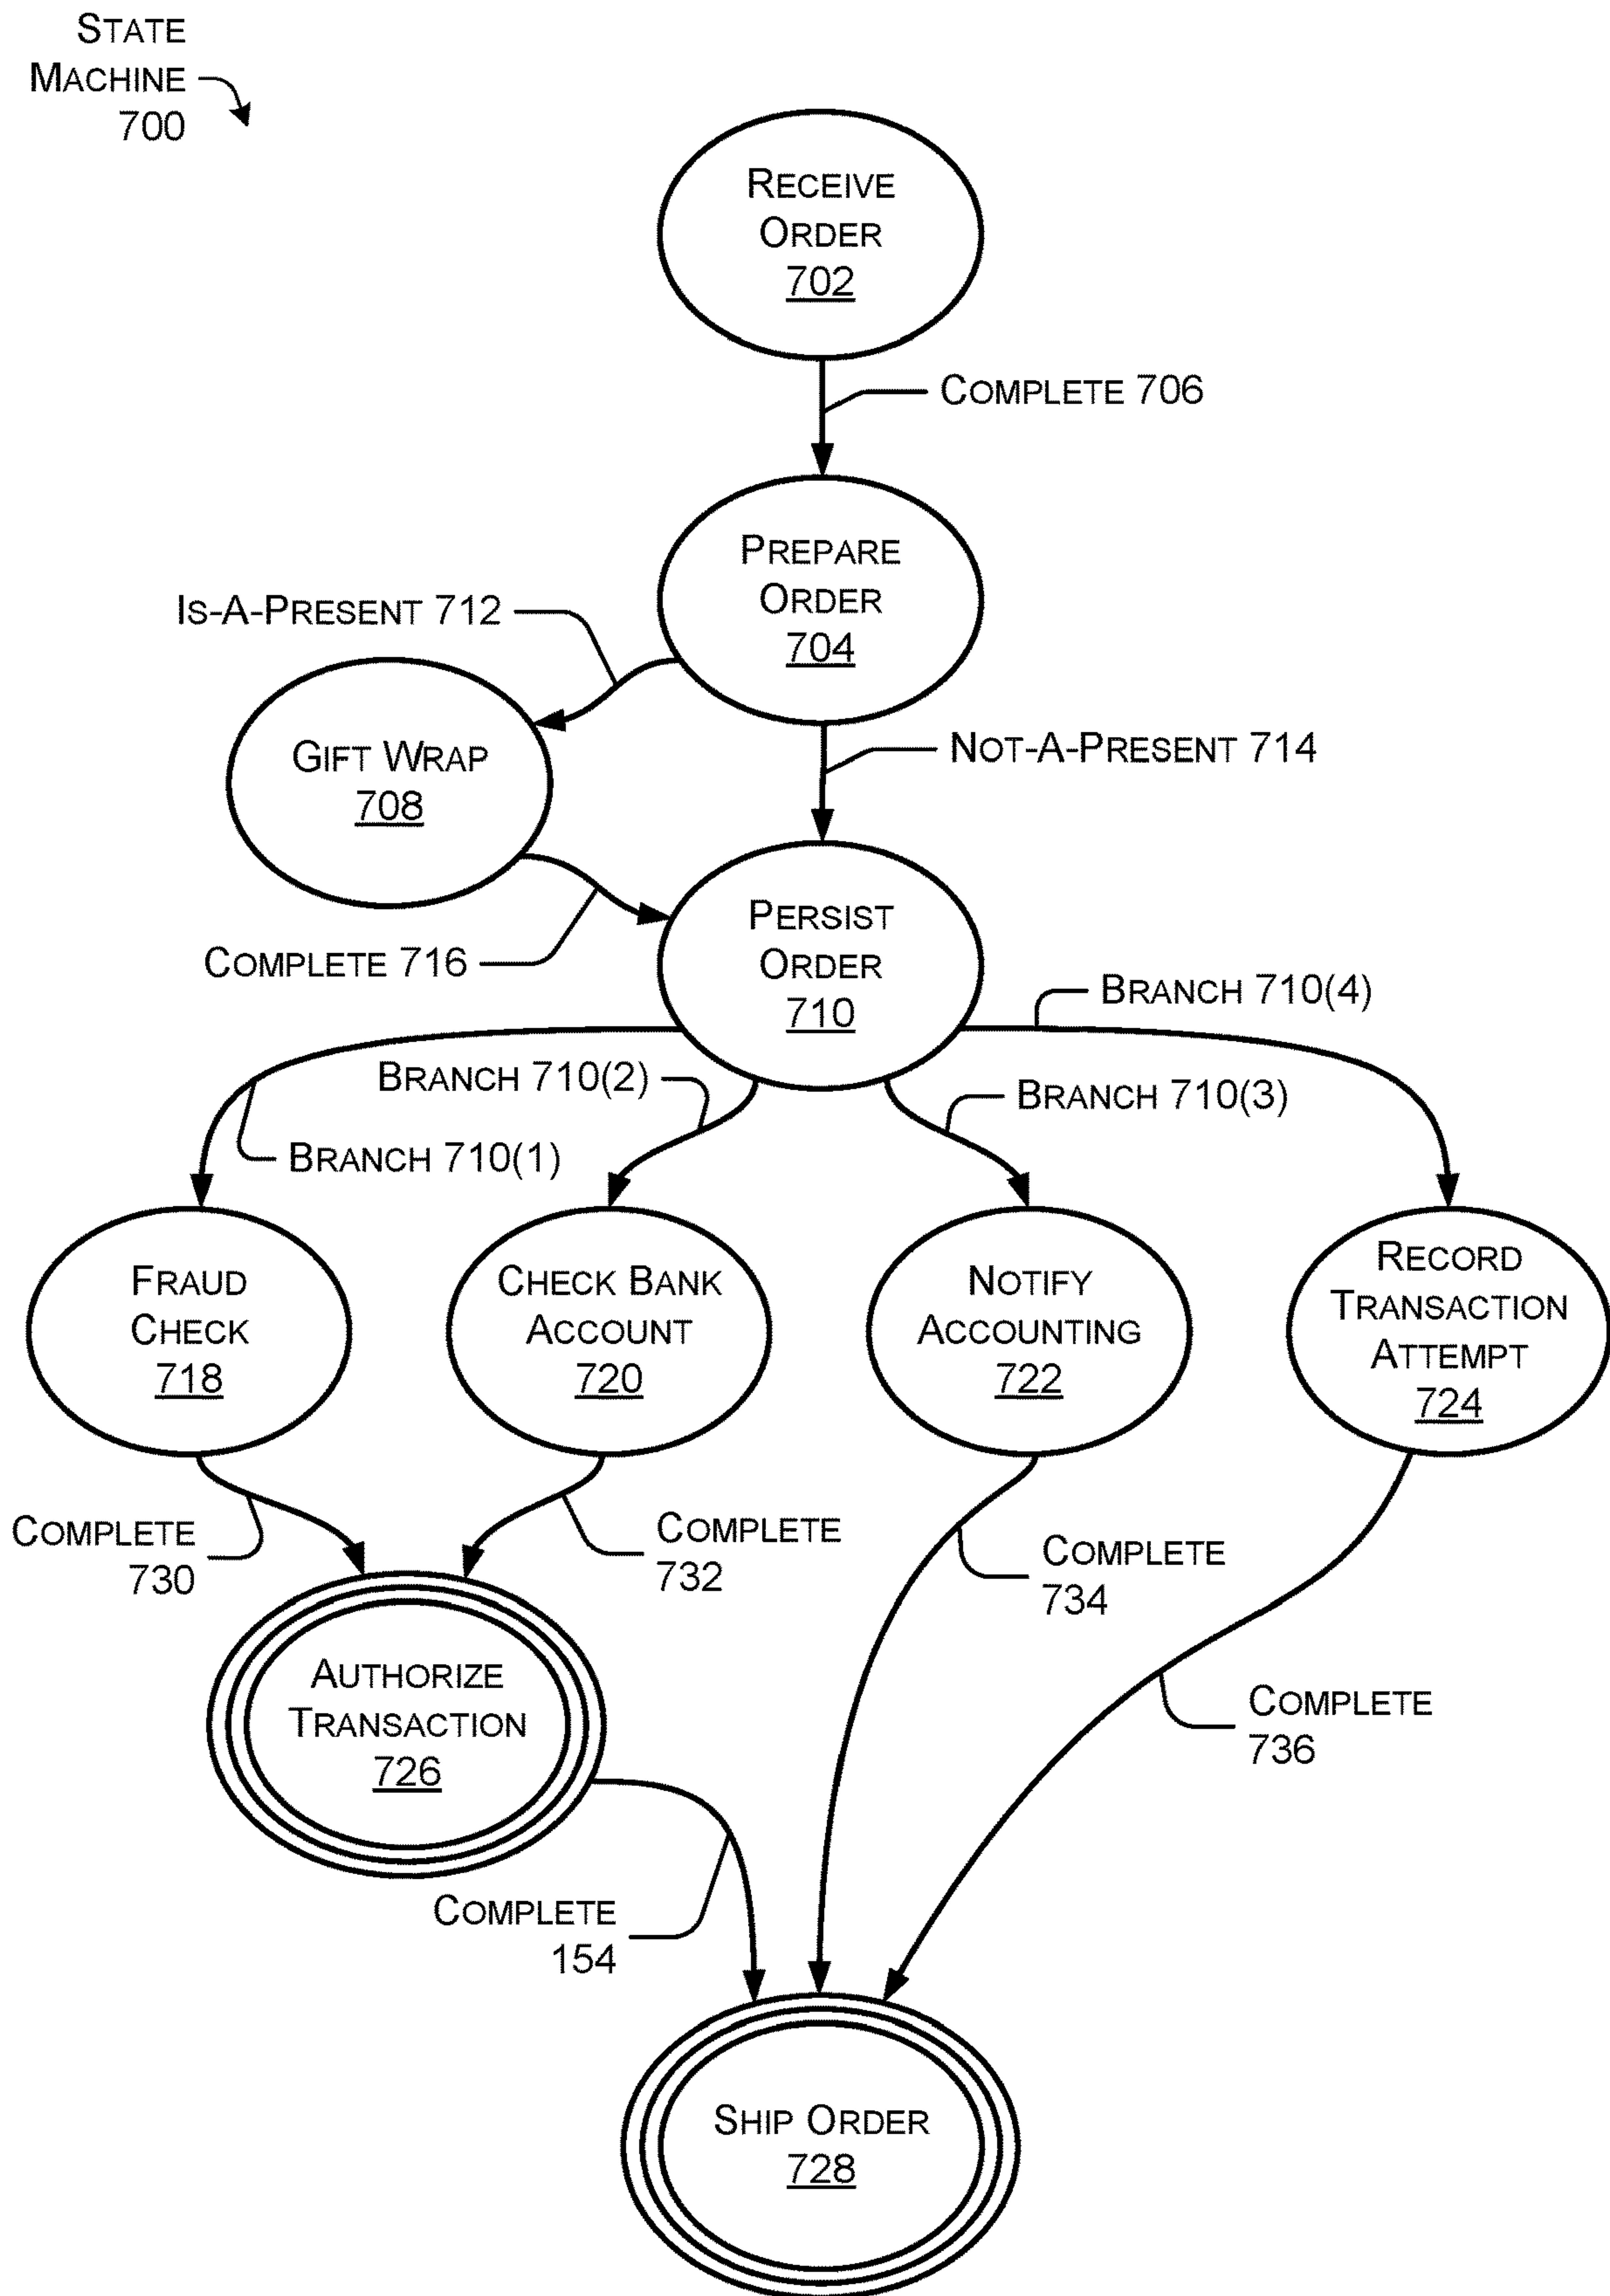 STATE
MACHINE
700
RECEIVE
ORDER
702
COMPLETE 706
PREPARE
ORDER
704
IS-A-PRESENT 712
GIFT WRAP
708
NOT-A-PRESENT 714
COMPLETE 716
PERSIST
ORDER
710
BRANCH 710(4)
BRANCH 710(2)
BRANCH 710(3)
BRANCH 710(1)
FRAUD
CHECK
718
CHECK BANK
ACCOUNT
720
NOTIFY
ACCOUNTING
722
RECORD
TRANSACTION
ATTEMPT
724
COMPLETE
730
COMPLETE
732
COMPLETE
734
COMPLETE
736
AUTHORIZE
TRANSACTION
726
COMPLETE
154
SHIP ORDER
728